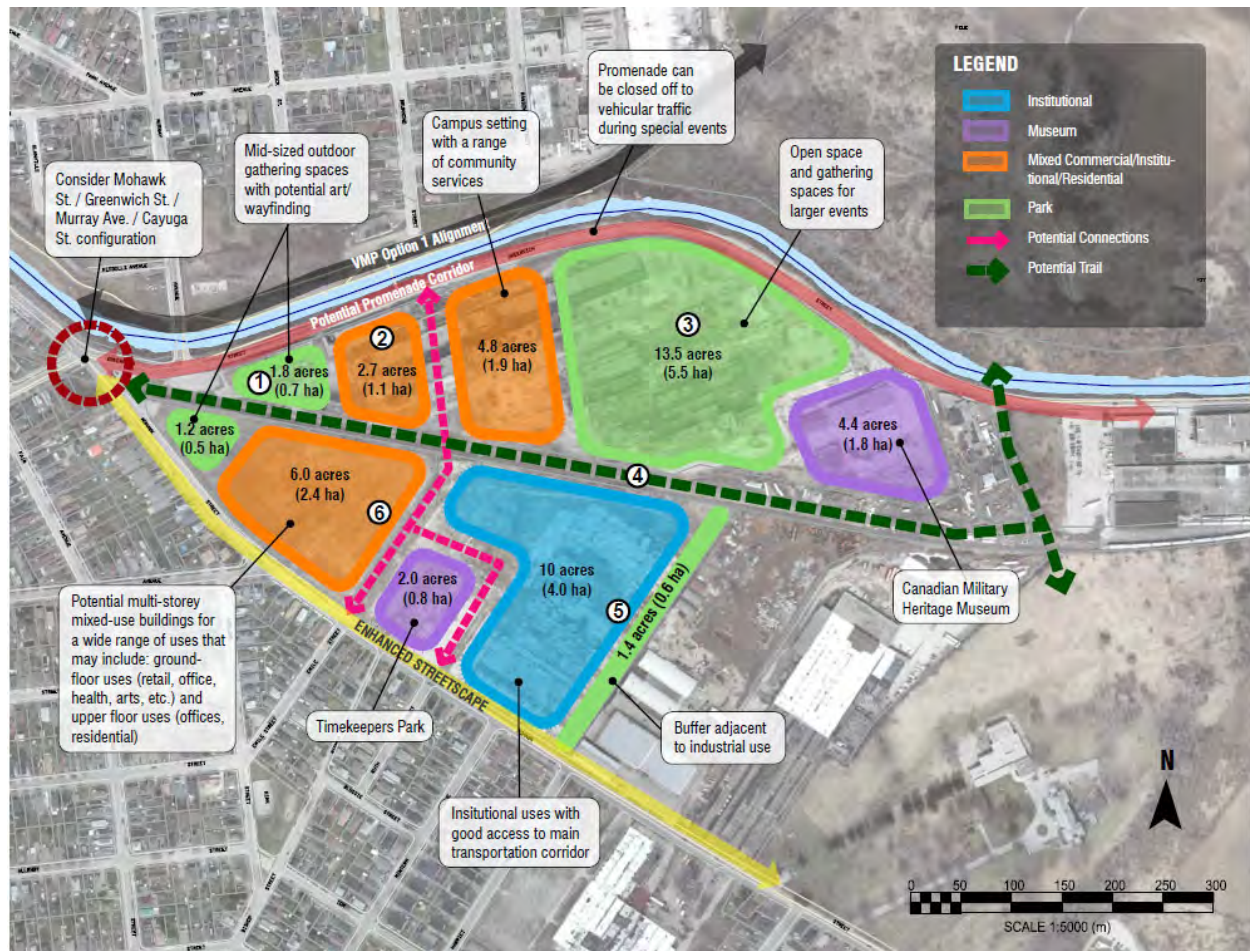 LEGEND
Institutional
Museum
Mixed Commercial/Institu-
tional/Residential
Park
Potential Connections
Potential Trail
Promenade can
be closed off to
vehicular traffic
during special events
Campus setting
with a range
of community
services
Mid-sized outdoor
gathering spaces
with potential art/
wayfinding
Consider Mohawk
St. / Greenwich St. /
Murray Ave. / Cayuga
St. configuration
Open space
and gathering
spaces for
larger events
VMP Option 1 Alignment
Potential Promenade Corridor
STREET
STREET
1
1.8 acres
(0.7 ha)
2
2.7 acres
(1.1 ha)
4.8 acres
(1.9 ha)
3
13.5 acres
(5.5 ha)
4.4 acres
(1.8 ha)
1.2 acres
(0.5 ha)
6.0 acres
(2.4 ha)
6
4
10 acres
(4.0 ha)
5
2.0 acres
(0.8 ha)
1.4 acres (0.6 ha)
ENHANCED STREETSCAPE
Canadian Military
Heritage Museum
Potential multi-storey
mixed-use buildings for
a wide range of uses that
may include: ground-
floor uses (retail, office,
health, arts, etc.) and
upper floor uses (offices,
residential)
Timekeepers Park
Buffer adjacent
to industrial use
Insitutional uses with
good access to main
transportation corridor
N
0 50 100 150 200 250 300
SCALE 1:5000 (m)